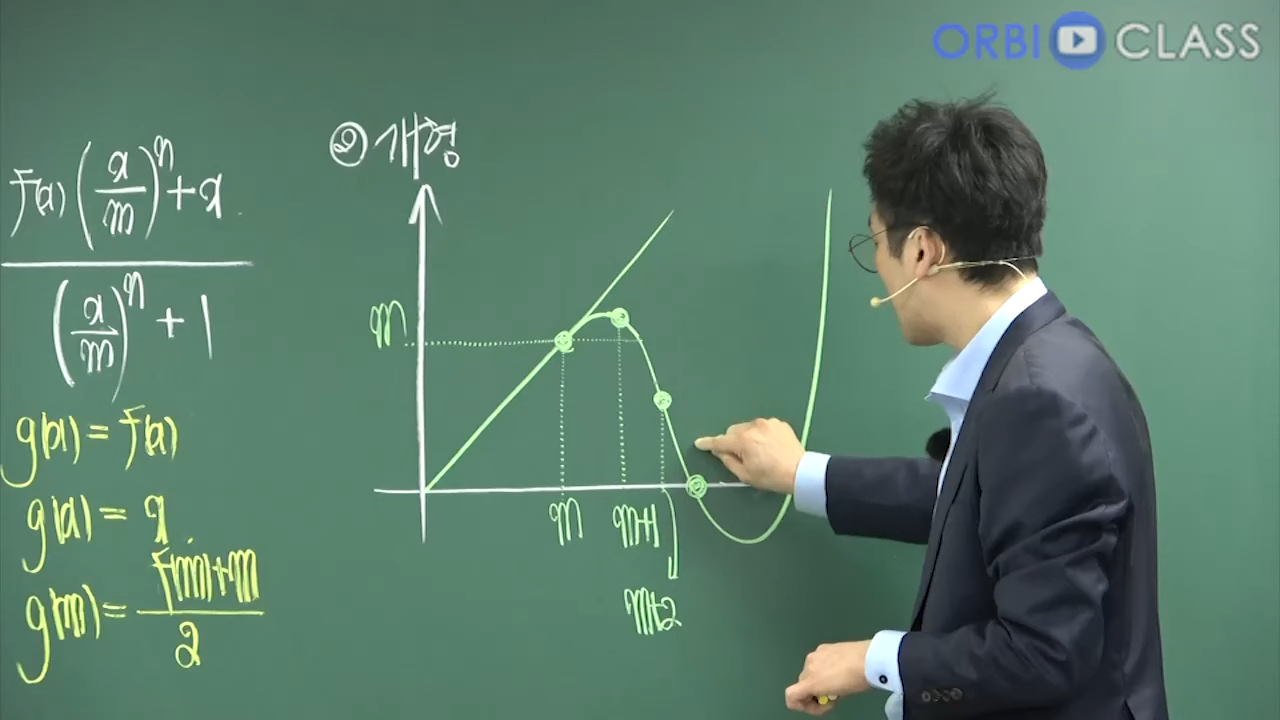 ORBI CLASS
② 개형
f(x) (x/m)^n + x
(x/m)^n + 1
g(x) = f(x)
g(x) = x
g(m) = f(m)+m
2
m
m
m+1
m+2